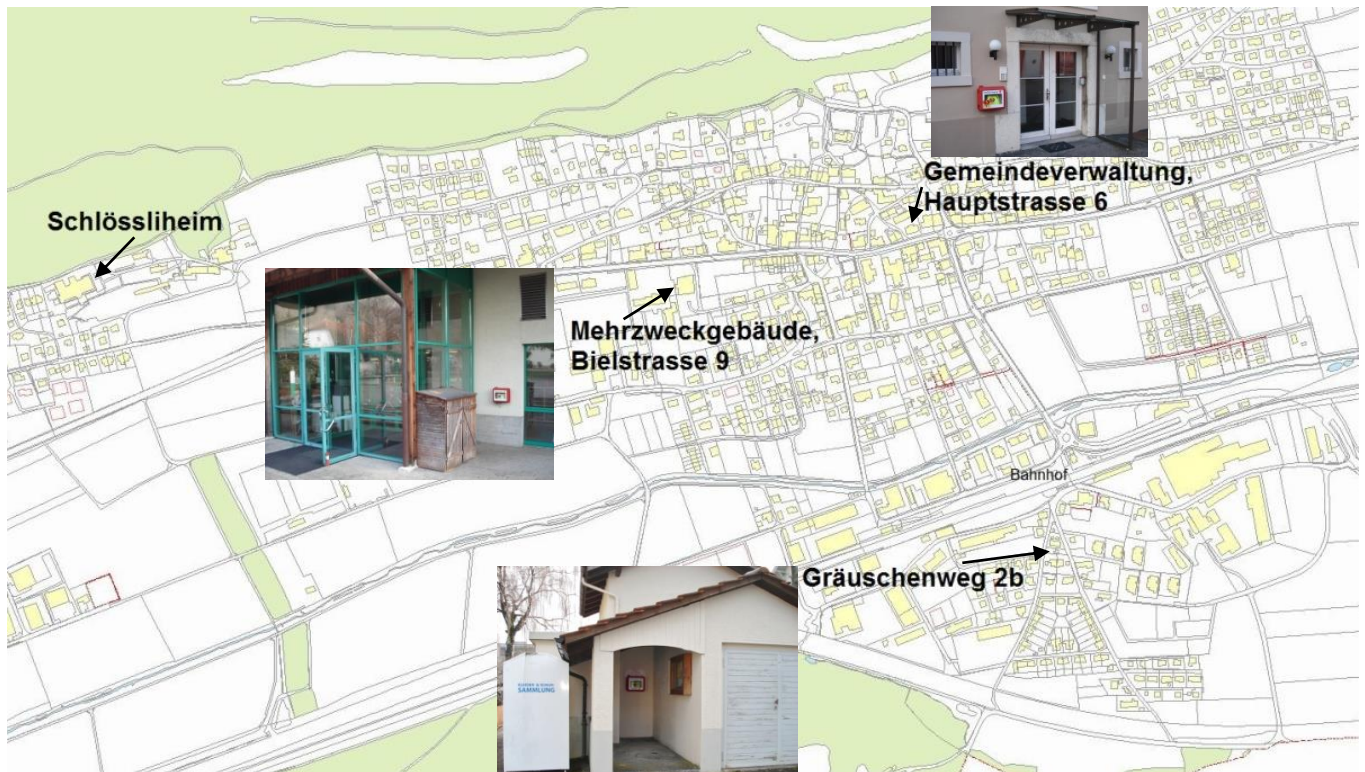 Gemeindeverwaltung,
Hauptstrasse 6
Schlössliheim
Mehrzweckgebäude,
Bielstrasse 9
Bahnhof
Gräuschenweg 2b
SAMMLUNG